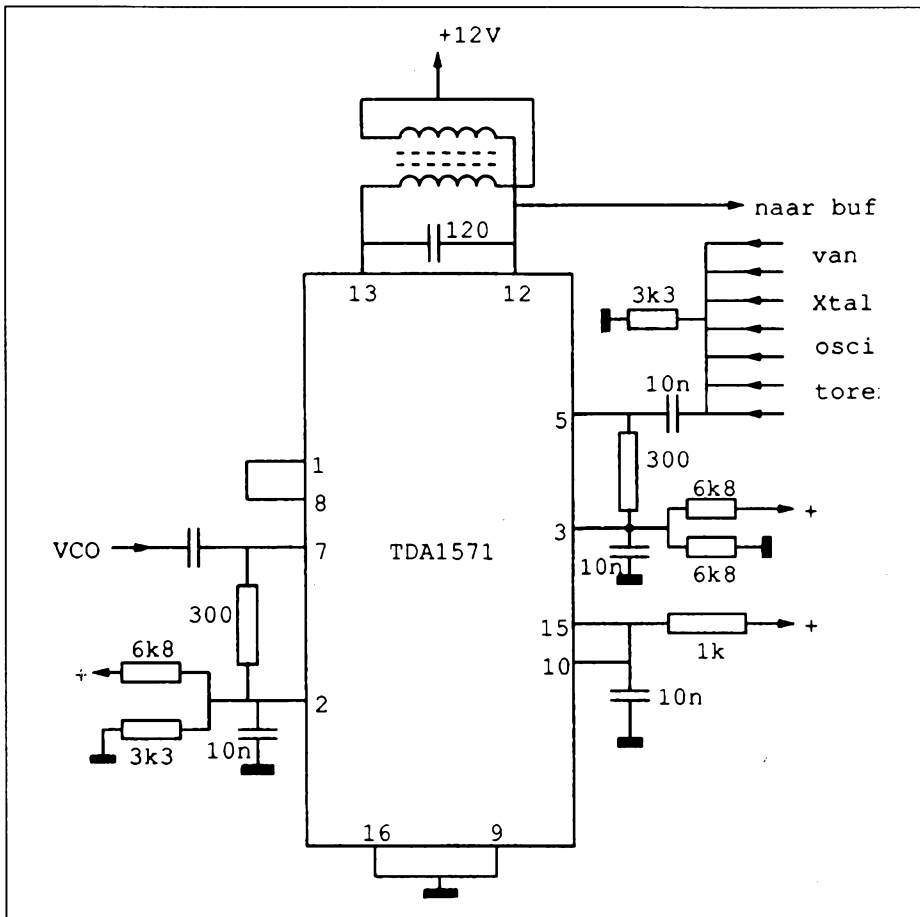 +12V
naar buf
120
13
12
van
3k3
Xtal
osci
10n
tore
5
1
300
8
6k8
+
3
VCO
7
TDA1571
10n
6k8
300
15
+
6k8
1k
10
+
2
10n
3k3
10n
16
9